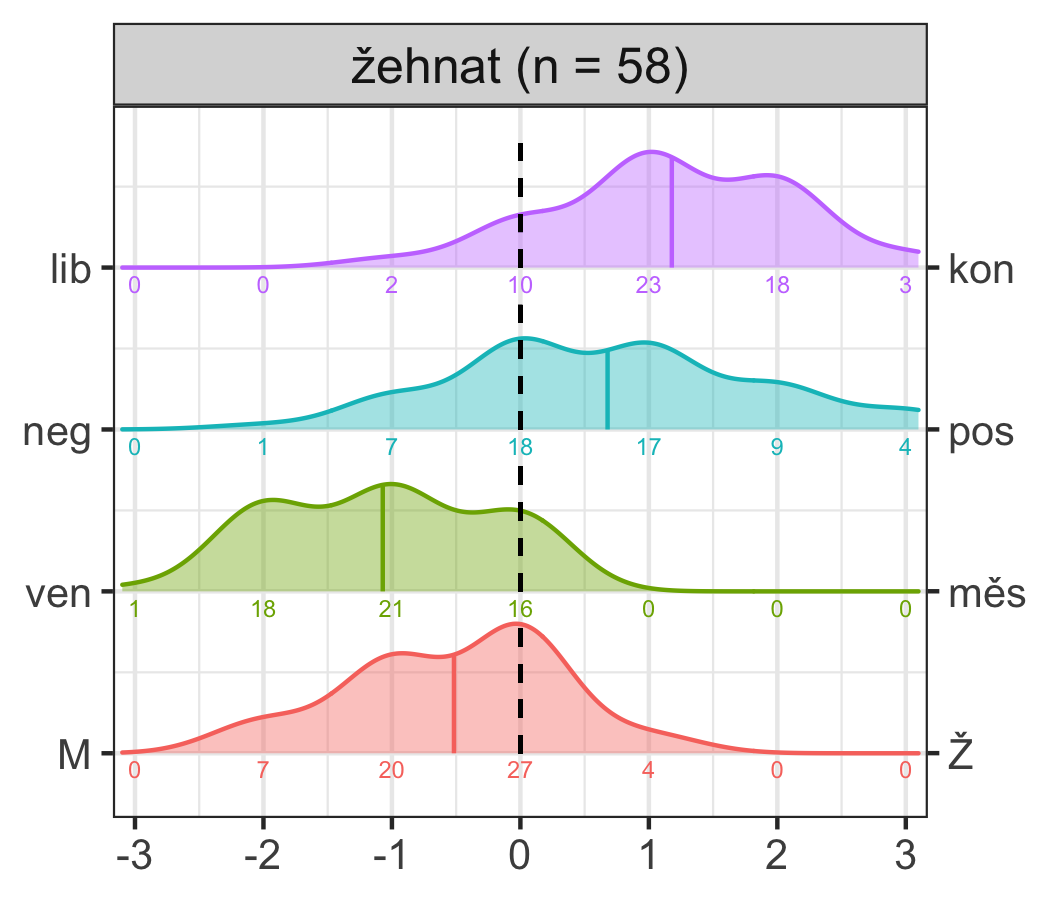 žehnat (n = 58)
lib kon
0 0 2 10 23 18 3
neg pos
0 1 7 18 17 9 4
ven měs
1 18 21 16 0 0 0
M Ž
0 7 20 27 4 0 0
-3 -2 -1 0 1 2 3